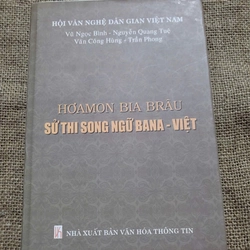 HỘI VĂN NGHỆ DÂN GIAN VIỆT NAM
Võ Ngọc Bình - Nguyễn Quang Tuệ
Văn Công Hùng - Trần Phong
HƠAMON BIA BRÂU
SỬ THI SONG NGỮ BANA - VIỆT
NHÀ XUẤT BẢN VĂN HÓA THÔNG TIN